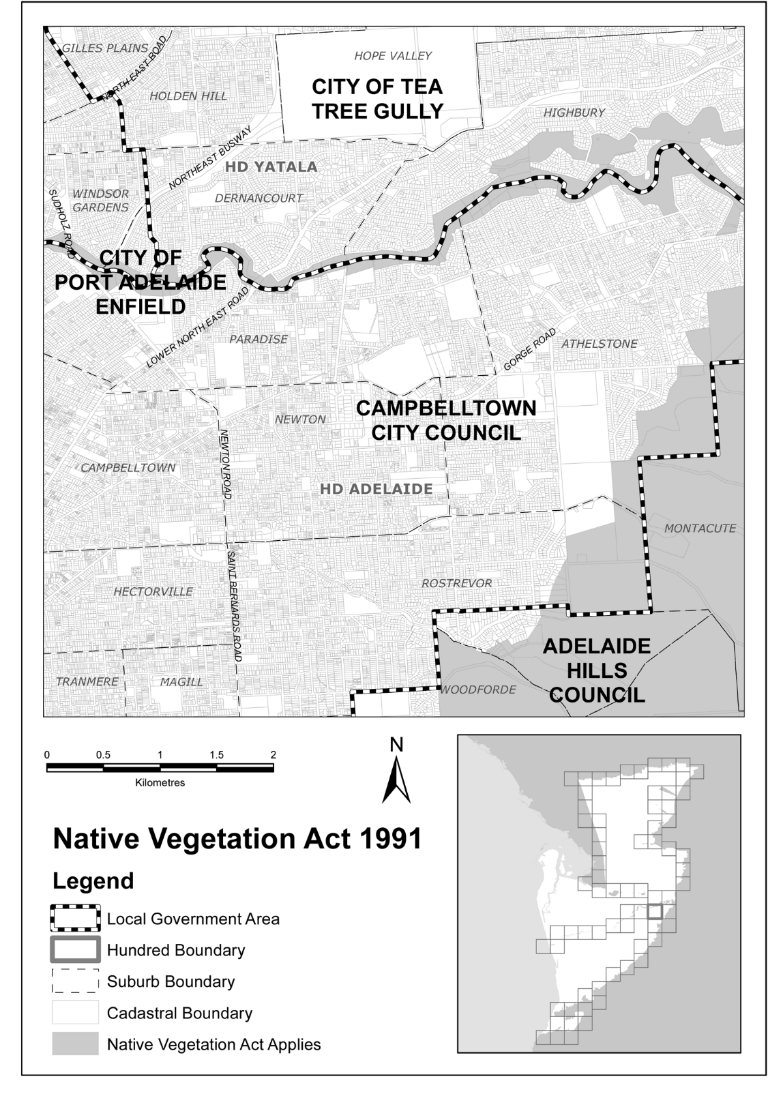 GILLES PLAINS
NORTH EAST ROAD
HOPE VALLEY
HOLDEN HILL
CITY OF TEA
TREE GULLY
HIGHBURY
NORTHEAST BUSWAY
HD YATALA
WINDSOR
GARDENS
SUDHOLZ ROAD
DERNANCOURT
CITY OF
PORT ADELAIDE
ENFIELD
LOWER NORTH EAST ROAD
PARADISE
GORGE ROAD
ATHELSTONE
NEWTON
CAMPBELLTOWN
CITY COUNCIL
CAMPBELLTOWN
NEWTON ROAD
HD ADELAIDE
MONTACUTE
HECTORVILLE
SAINT BERNARDS ROAD
ROSTREVOR
ADELAIDE
HILLS
COUNCIL
TRANMERE
MAGILL
WOODFORDE
0 0.5 1 1.5 2
Kilometres
N
Native Vegetation Act 1991
Legend
Local Government Area
Hundred Boundary
Suburb Boundary
Cadastral Boundary
Native Vegetation Act Applies